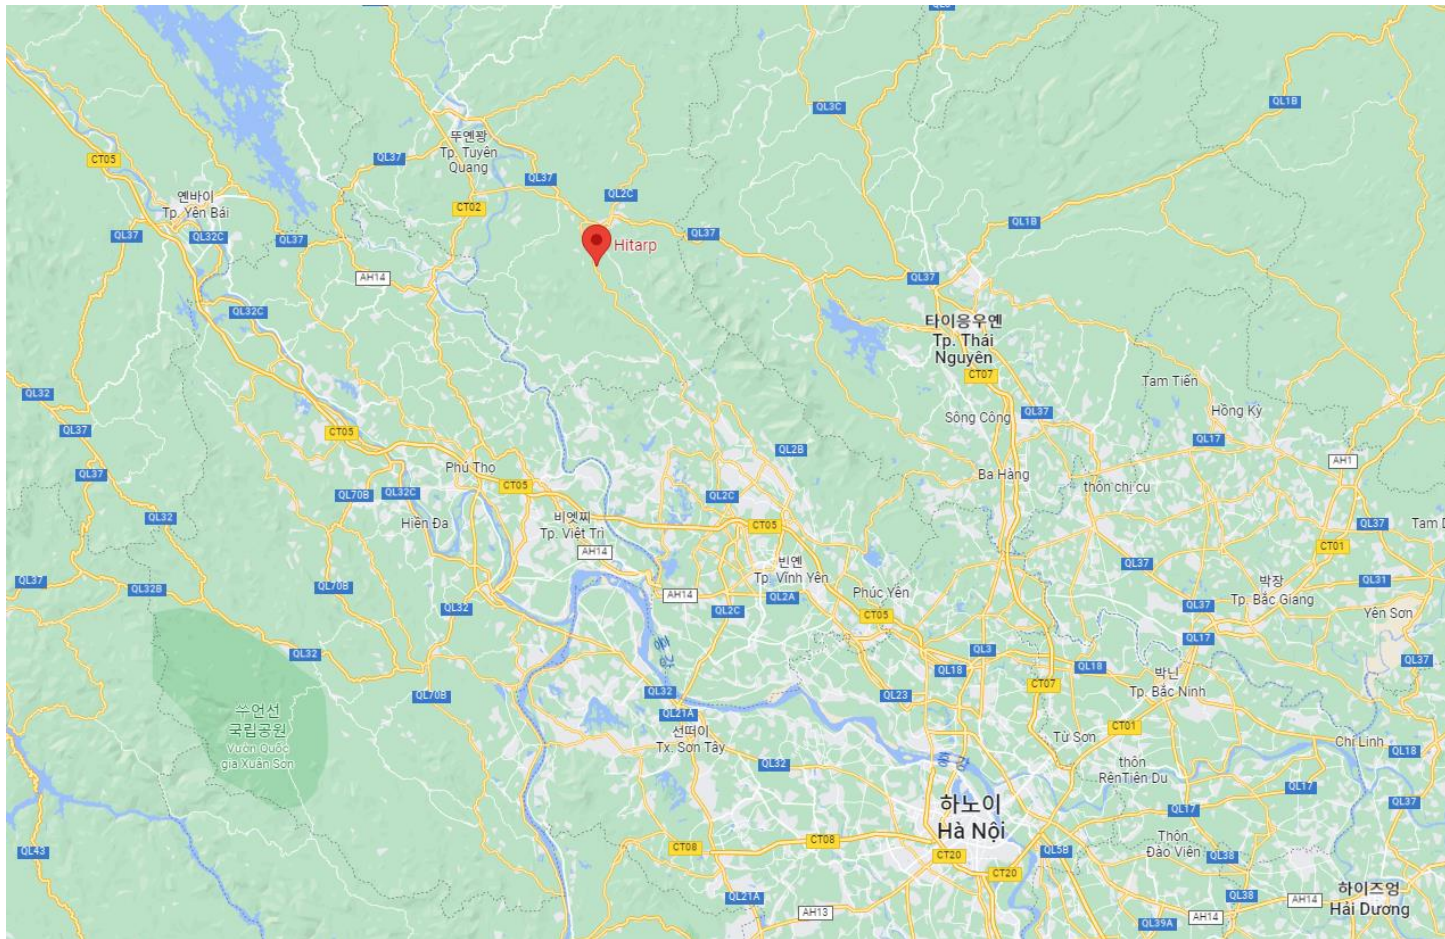 QL3C
QL1B
CT05
QL37
뚜옌꽝
Tp. Tuyên
Quang
QL37
QL2C
옌바이
Tp. Yên Bái
CT02
QL1B
QL37
QL32C
QL37
QL37
Hitarp
AH14
QL37
QL32C
타이응우옌
Tp. Thái
Nguyên
CT07
Tam Tiến
QL32
Sông Công
QL37
Hồng Kỳ
QL37
CT05
QL17
QL2B
AH1
Phú Thọ
QL37
Ba Hàng
CT05
QL70B
QL32C
QL2C
thôn chị cu
QL32
Hiền Đa
비엣찌
Tp. Việt Trì
CT05
QL37
Tam D
AH14
CT01
QL37
QL32B
QL70B
빈옌
Tp. Vĩnh Yên
QL37
박장
Tp. Bắc Giang
QL31
AH14
QL2A
Phúc Yên
QL32
QL2C
CT05
QL37
Yên Sơn
QL17
홍강
QL32
QL18
QL3
QL18
QL37
QL70B
QL32
QL23
CT07
박닌
Tp. Bắc Ninh
QL21A
쑤언선
국립공원
Vườn Quốc
gia Xuân Sơn
선떠이
Tx. Sơn Tây
CT01
Từ Sơn
Chí Linh
QL18
QL32
홍강
thôn
RênTiên Du
QL17
QL17
QL37
하노이
Hà Nội
QL43
CT08
CT08
CT20
QL5B
Thôn
Đào Viên
QL38
CT20
QL21A
QL38
AH14
하이즈엉
Hải Dương
AH13
QL39A
AH14